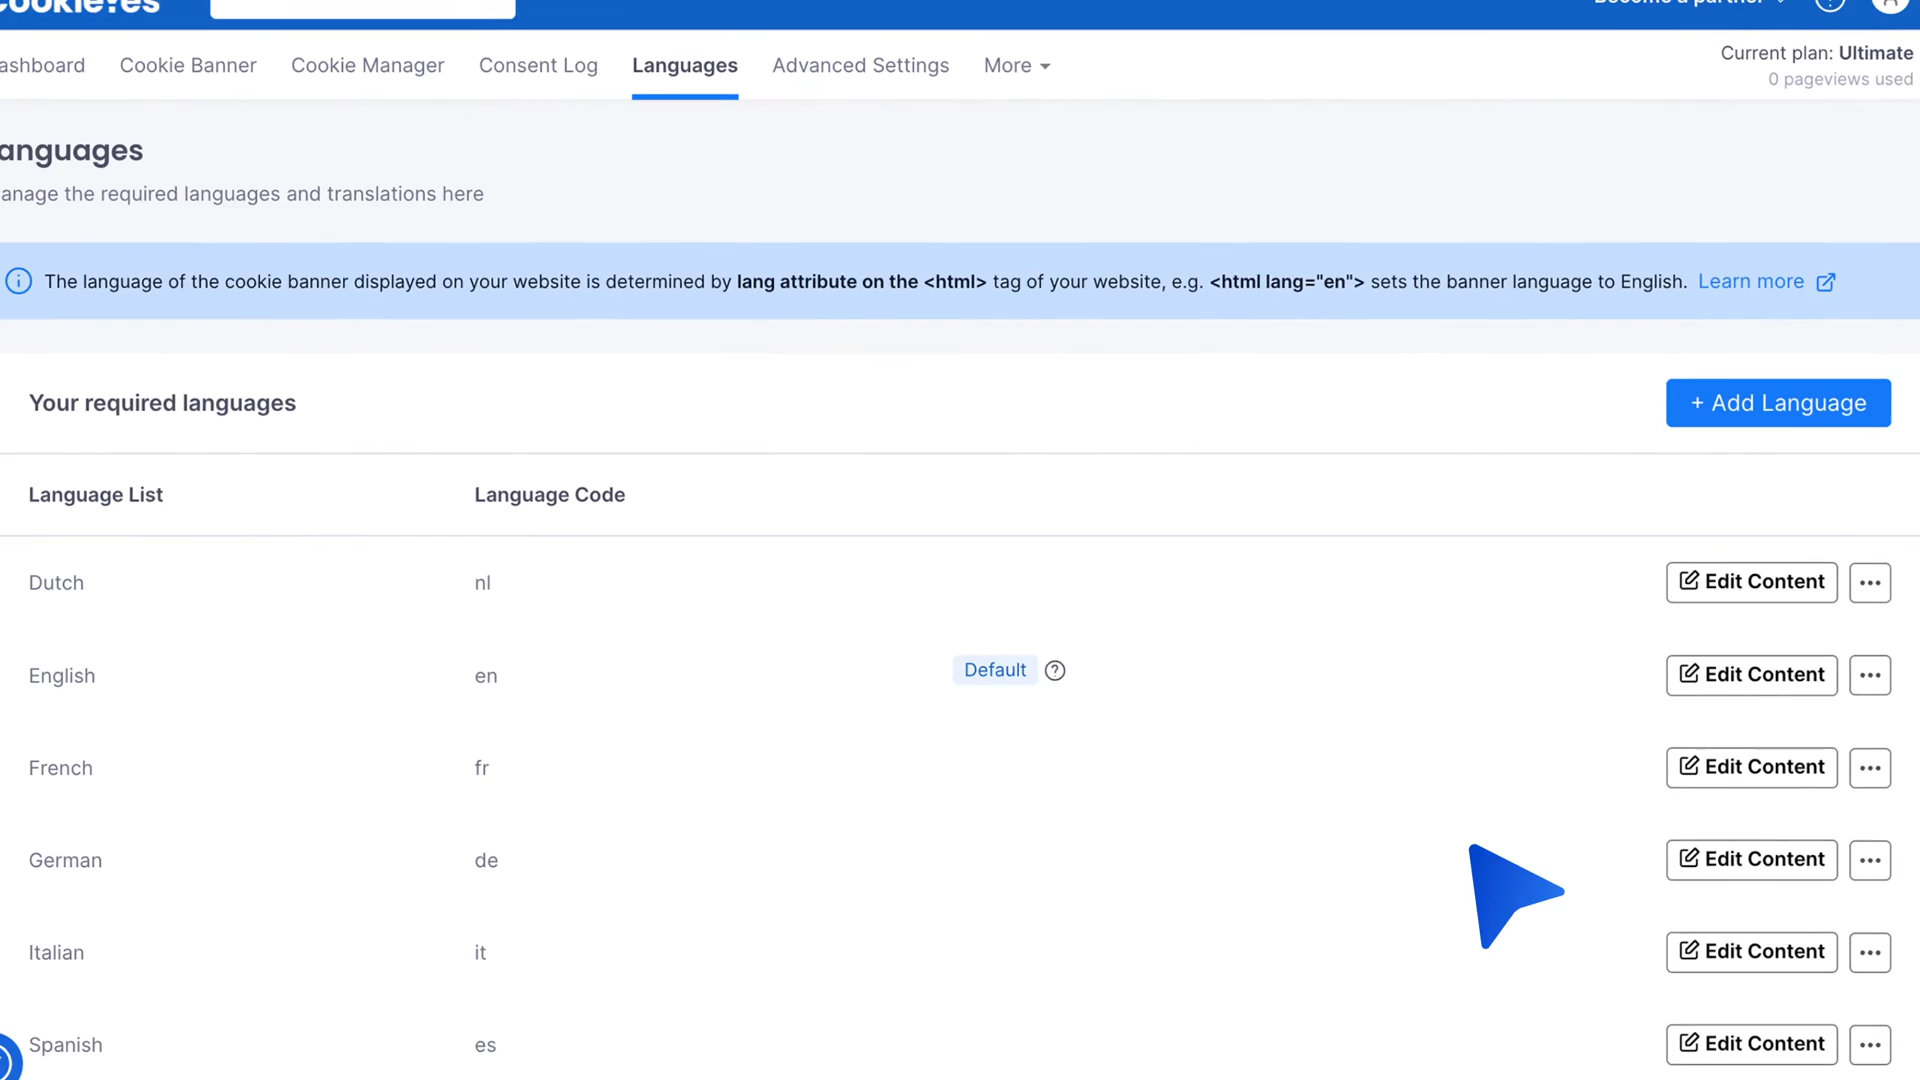 CookieYes
Become a partner
ashboard Cookie Banner Cookie Manager Consent Log Languages Advanced Settings More
Current plan: Ultimate
0 pageviews used
anguages
anage the required languages and translations here
The language of the cookie banner displayed on your website is determined by lang attribute on the <html> tag of your website, e.g. <html lang="en"> sets the banner language to English. Learn more
Your required languages
+ Add Language
Language List Language Code
Dutch nl Edit Content
English en Default Edit Content
French fr Edit Content
German de Edit Content
Italian it Edit Content
Spanish es Edit Content